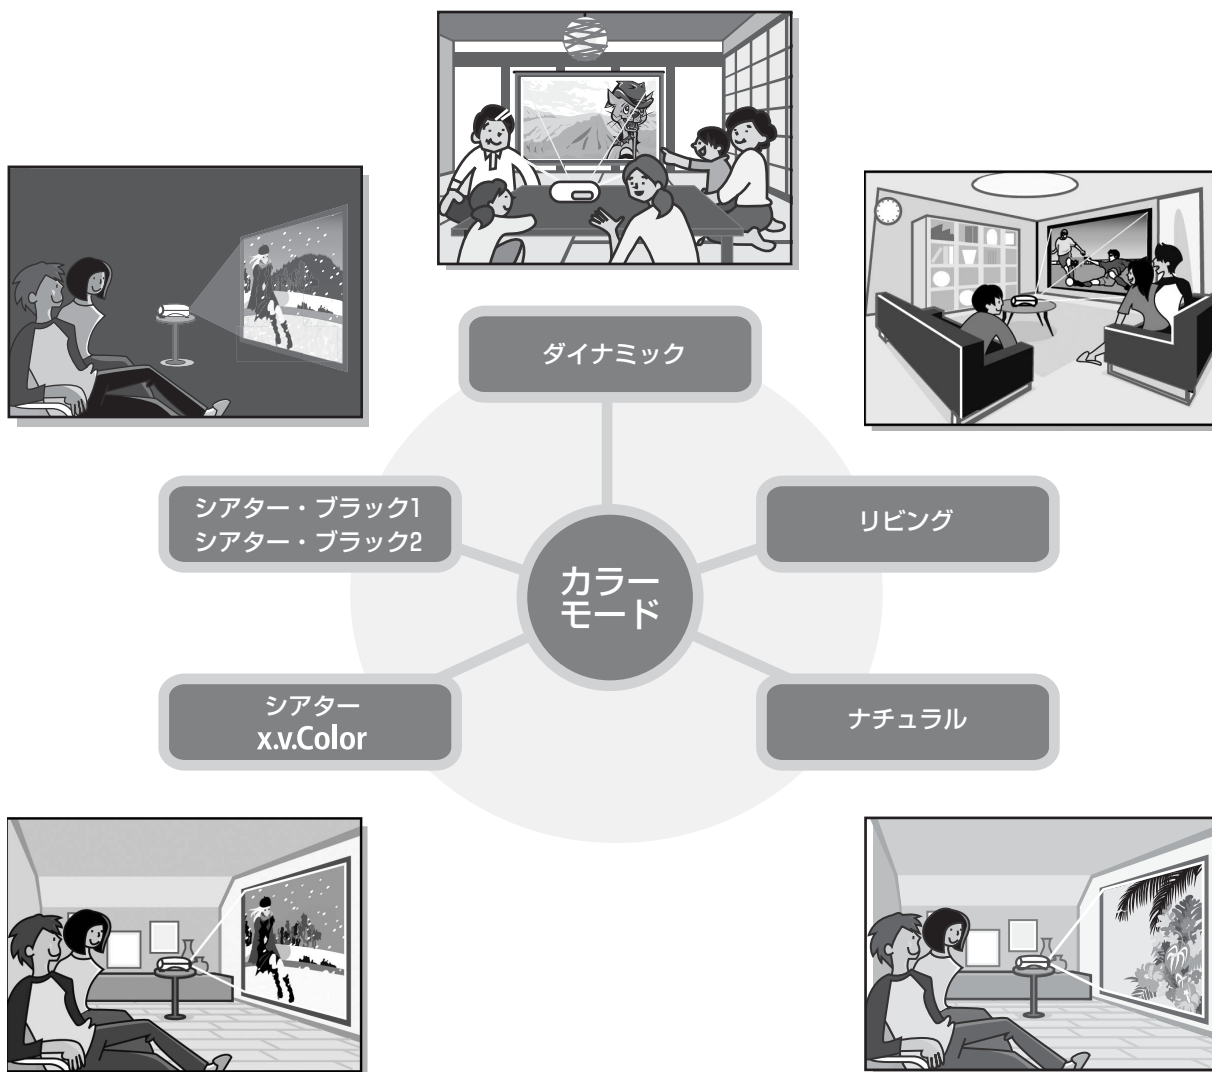 ダイナミック
シアター・ブラック1
シアター・ブラック2
リビング
カラー
モード
シアター
x.v.Color
ナチュラル